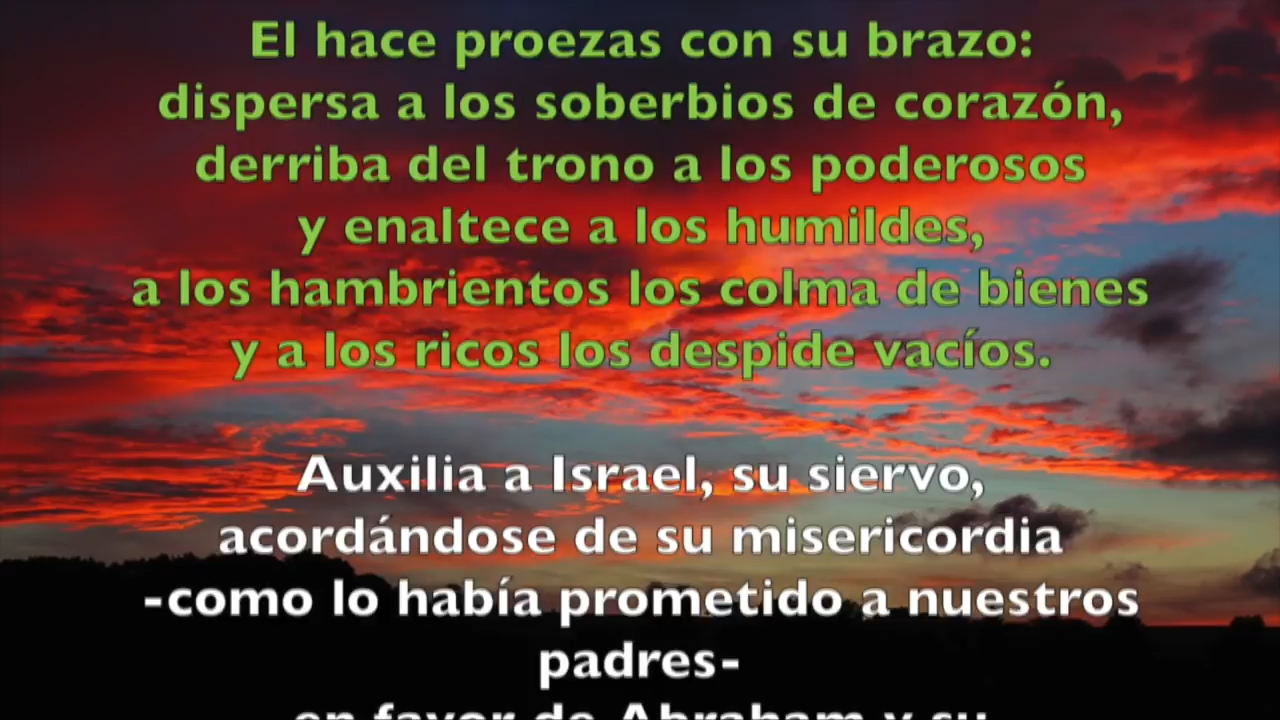 El hace proezas con su brazo:
dispersa a los soberbios de corazón,
derriba del trono a los poderosos
y enaltece a los humildes,
a los hambrientos los colma de bienes
y a los ricos los despide vacíos.
Auxilia a Israel, su siervo,
acordándose de su misericordia
-como lo había prometido a nuestros
padres-
en favor de Abraham y su